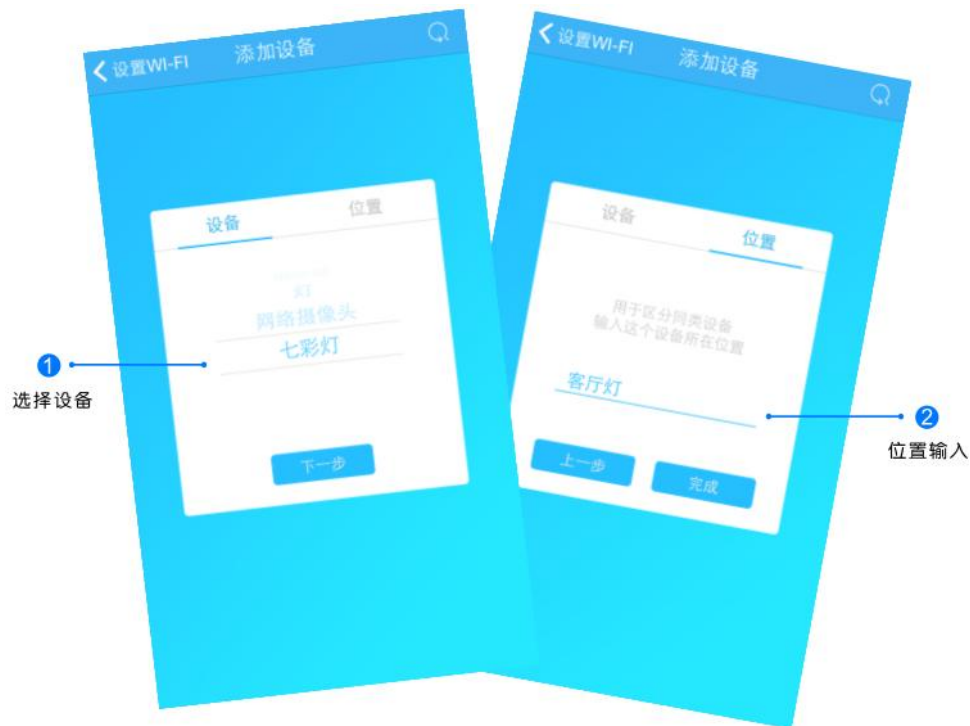 设置WI-FI
添加设备
设备
位置
灯
网络摄像头
七彩灯
下一步
1
选择设备
设置WI-FI
添加设备
设备
位置
用于区分同类设备
输入这个设备所在位置
客厅灯
上一步
完成
2
位置输入